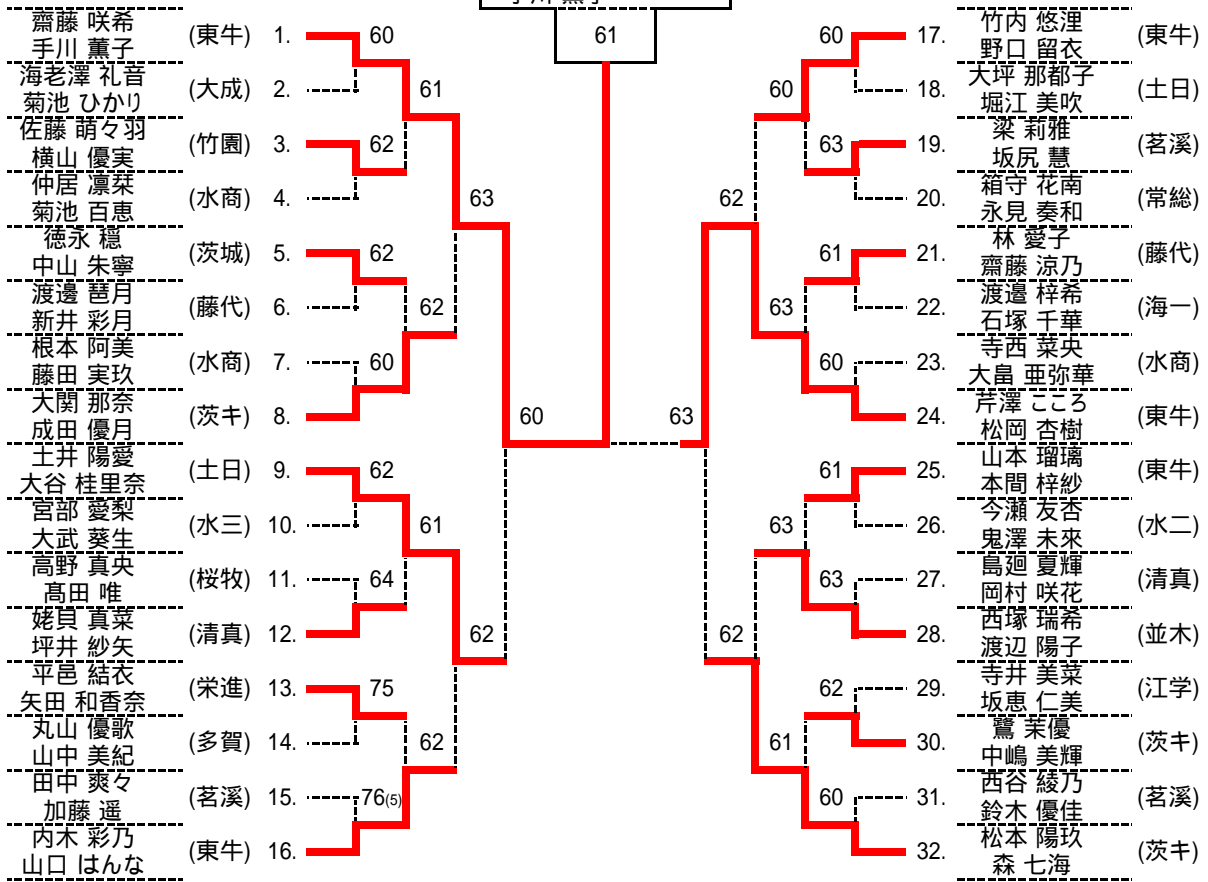 61
齋藤 咲希
手川 薫子
(東牛) 1.
海老澤 礼音
菊池 ひかり
(大成) 2.
佐藤 萌々羽
横山 優実
(竹園) 3.
仲居 凛栞
菊池 百恵
(水商) 4.
徳永 穏
中山 朱寧
(茨城) 5.
渡邊 琶月
新井 彩月
(藤代) 6.
根本 阿美
藤田 実玖
(水商) 7.
大関 那奈
成田 優月
(茨キ) 8.
土井 陽愛
大谷 桂里奈
(土日) 9.
宮部 愛梨
大武 葵生
(水三) 10.
高野 真央
髙田 唯
(桜牧) 11.
姥貝 真菜
坪井 紗矢
(清真) 12.
平邑 結衣
矢田 和香奈
(栄進) 13.
丸山 優歌
山中 美紀
(多賀) 14.
田中 爽々
加藤 遥
(茗溪) 15.
内木 彩乃
山口 はんな
(東牛) 16.
60
62
62
60
62
64
75
76(5)
61
62
61
62
63
62
60
63
62
62
60
63
63
61
60
63
61
60
61
63
62
60
17. 竹内 悠浬
野口 留衣
(東牛)
18. 大坪 那都子
堀江 美吹
(土日)
19. 梁 莉雅
坂尻 慧
(茗溪)
20. 箱守 花南
永見 奏和
(常総)
21. 林 愛子
齋藤 涼乃
(藤代)
22. 渡邉 梓希
石塚 千華
(海一)
23. 寺西 菜央
大畠 亜弥華
(水商)
24. 芹澤 こころ
松岡 杏樹
(東牛)
25. 山本 瑠璃
本間 梓紗
(東牛)
26. 今瀬 友杏
鬼澤 未來
(水二)
27. 島廻 夏輝
岡村 咲花
(清真)
28. 西塚 瑞希
渡辺 陽子
(並木)
29. 寺井 美菜
坂恵 仁美
(江学)
30. 鷺 茉優
中嶋 美輝
(茨キ)
31. 西谷 綾乃
鈴木 優佳
(茗溪)
32. 松本 陽玖
森 七海
(茨キ)